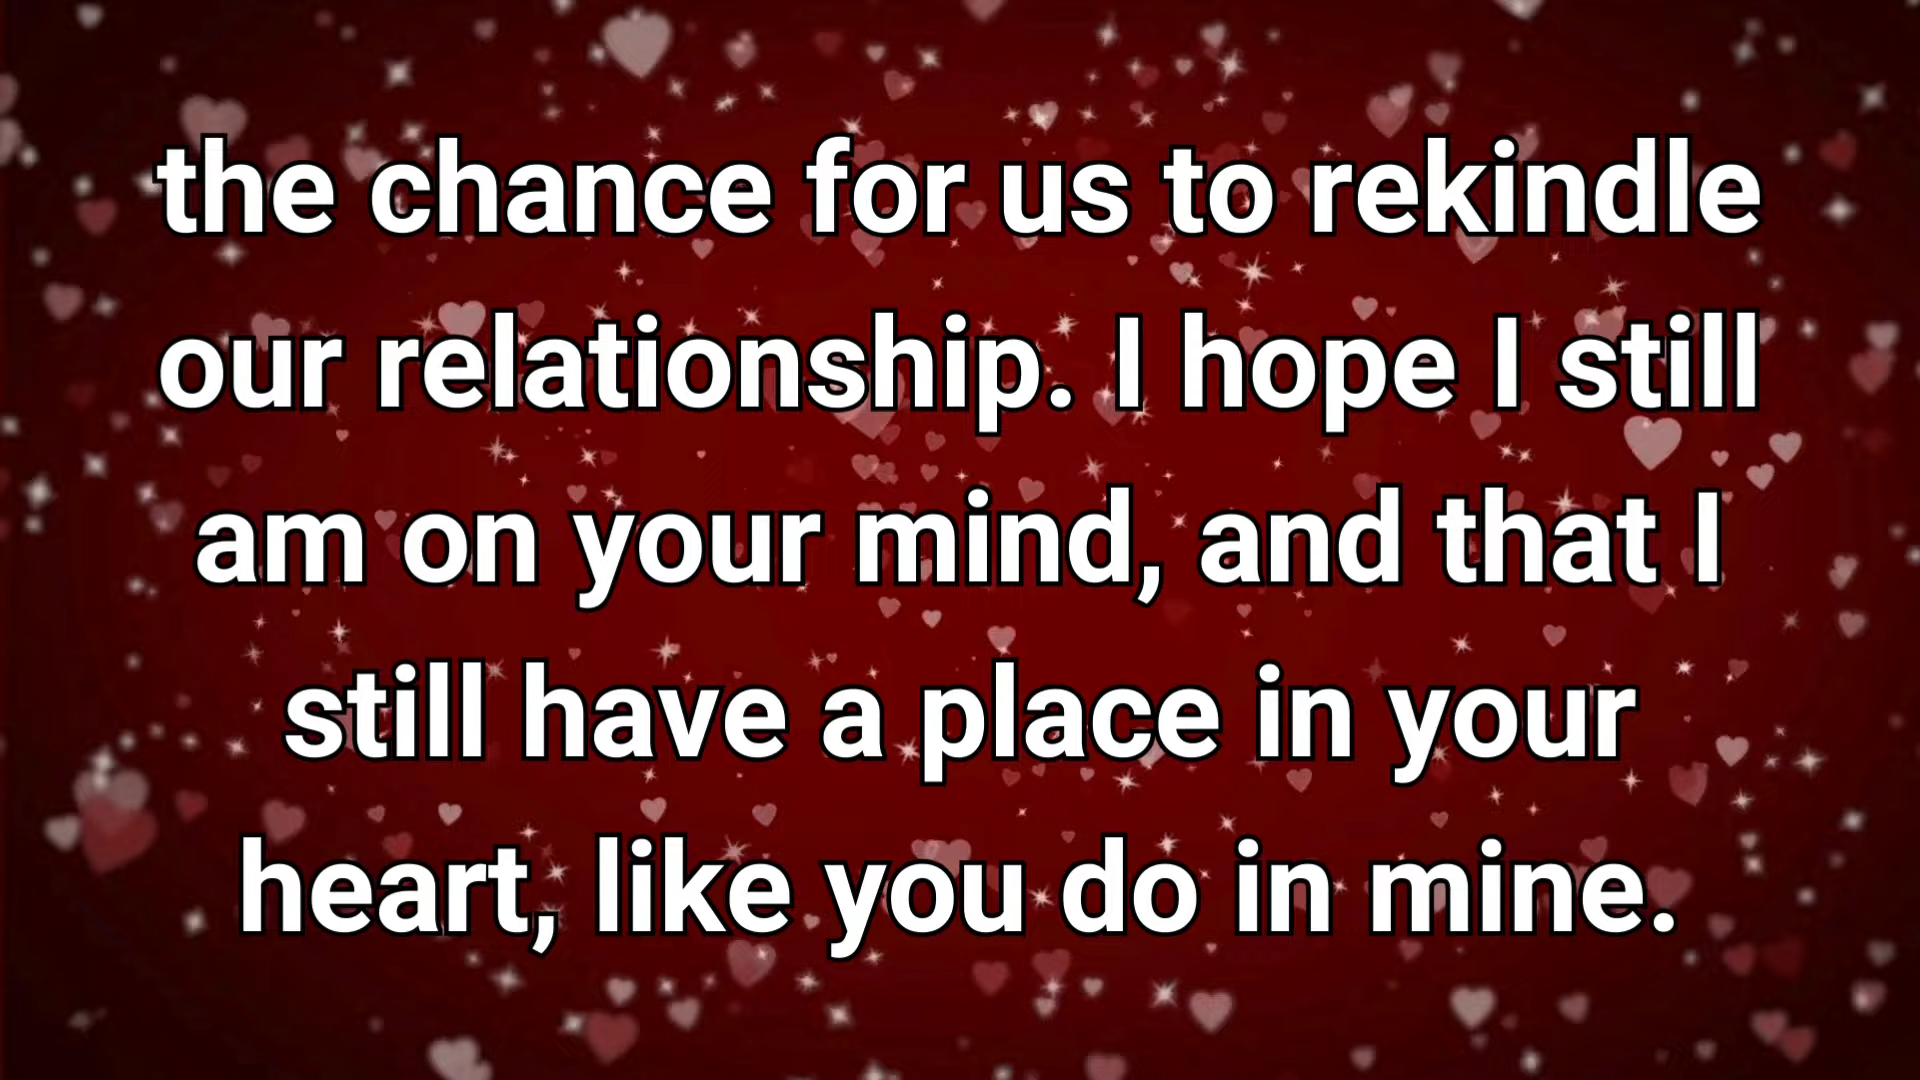 the chance for us to rekindle
our relationship. I hope I still
am on your mind, and that I
still have a place in your
heart, like you do in mine.